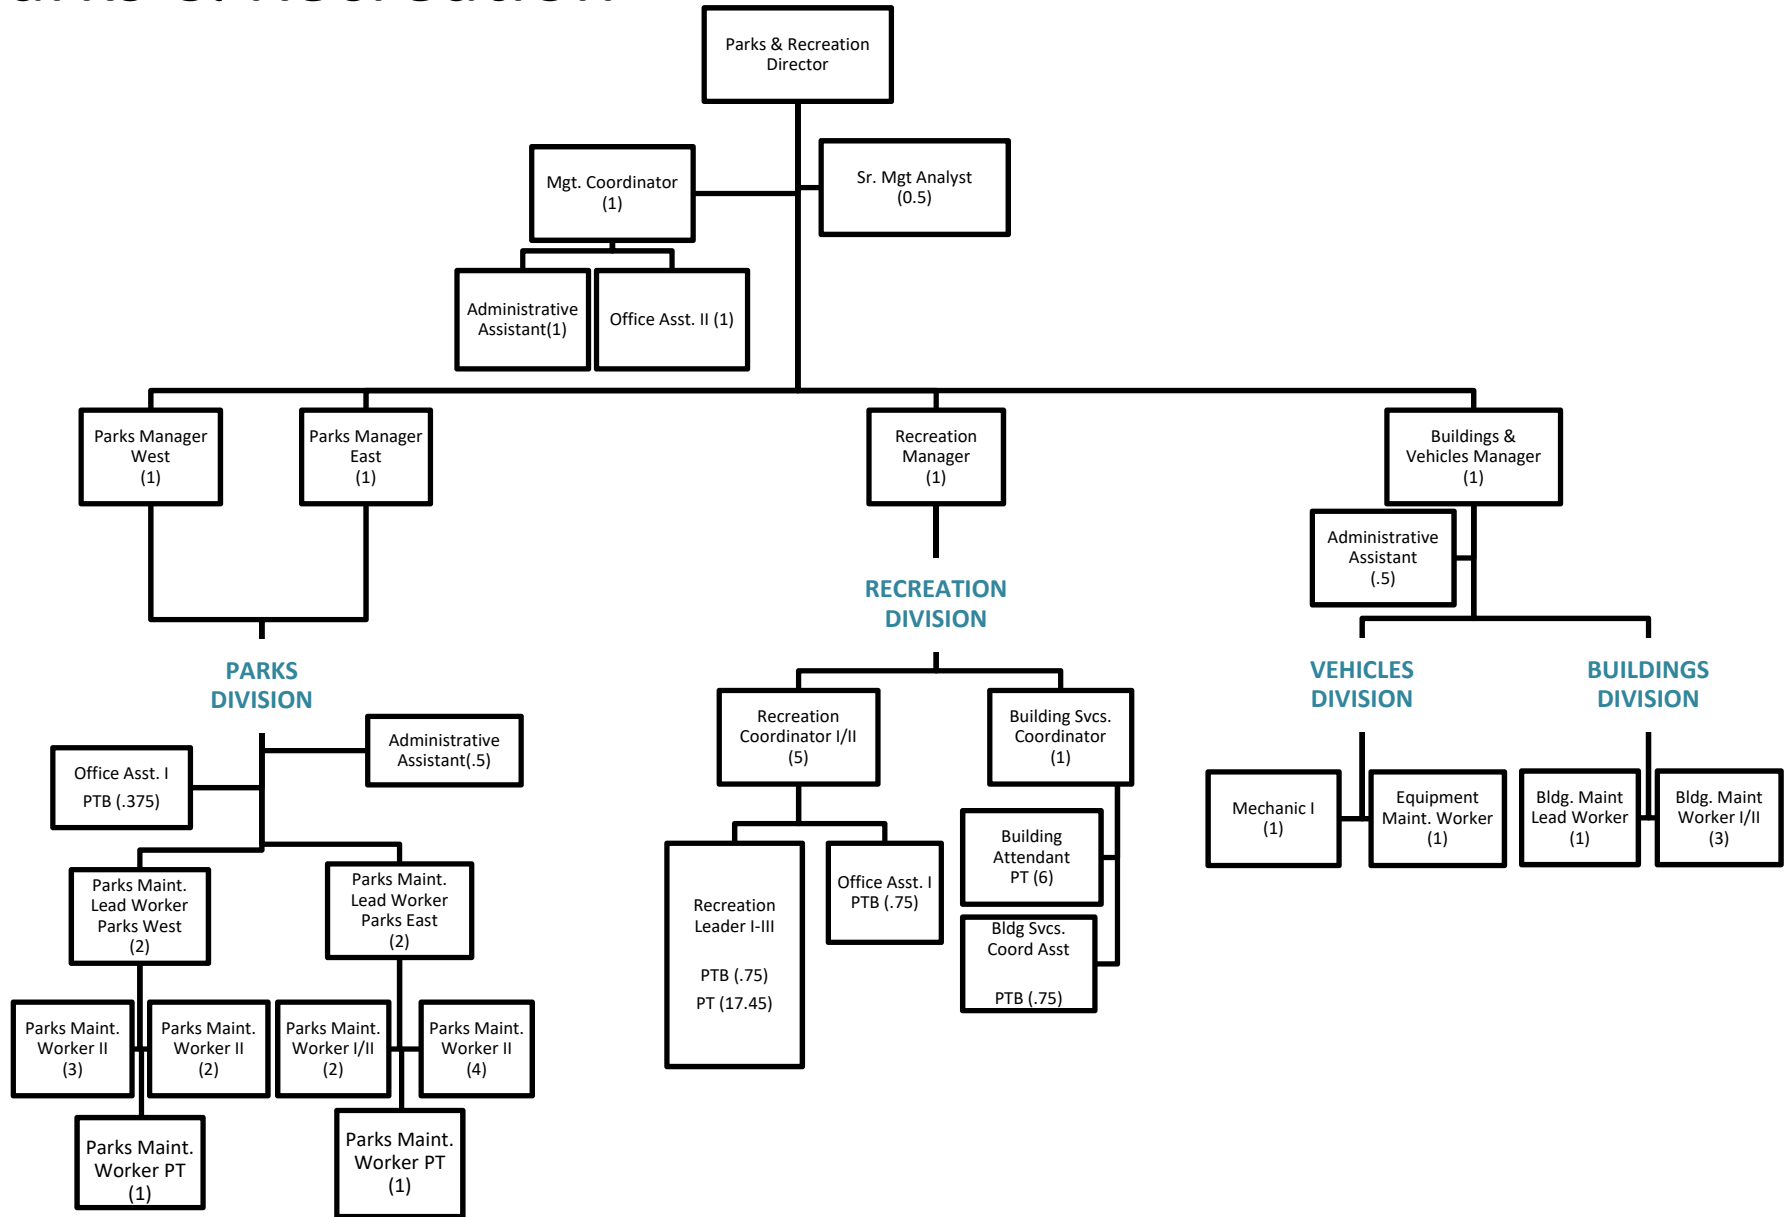 Parks & Recreation
Director
Mgt. Coordinator
(1)
Sr. Mgt Analyst
(0.5)
Administrative
Assistant(1)
Office Asst. II (1)
Parks Manager
West
(1)
Parks Manager
East
(1)
Recreation
Manager
(1)
Buildings &
Vehicles Manager
(1)
Administrative
Assistant
(.5)
RECREATION
DIVISION
PARKS
DIVISION
VEHICLES
DIVISION
BUILDINGS
DIVISION
Office Asst. I
PTB (.375)
Administrative
Assistant(.5)
Recreation
Coordinator I/II
(5)
Building Svcs.
Coordinator
(1)
Mechanic I
(1)
Equipment
Maint. Worker
(1)
Bldg. Maint
Lead Worker
(1)
Bldg. Maint
Worker I/II
(3)
Parks Maint.
Lead Worker
Parks West
(2)
Parks Maint.
Lead Worker
Parks East
(2)
Recreation
Leader I-III
PTB (.75)
PT (17.45)
Office Asst. I
PTB (.75)
Building
Attendant
PT (6)
Bldg Svcs.
Coord Asst
PTB (.75)
Parks Maint.
Worker II
(3)
Parks Maint.
Worker II
(2)
Parks Maint.
Worker I/II
(2)
Parks Maint.
Worker II
(4)
Parks Maint.
Worker PT
(1)
Parks Maint.
Worker PT
(1)